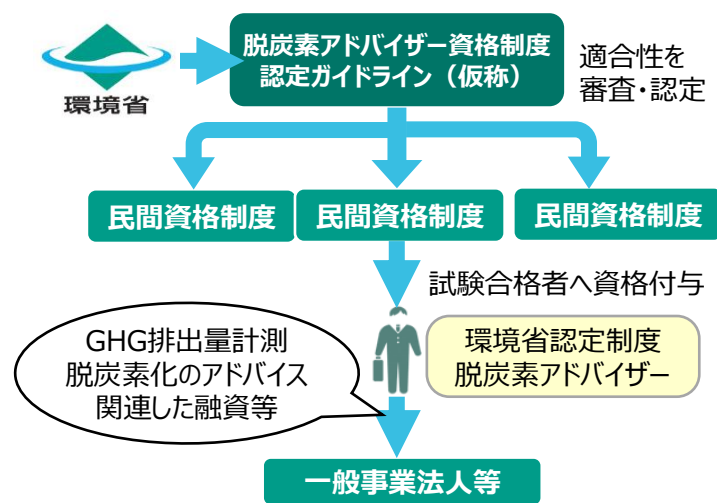 環境省
脱炭素アドバイザー資格制度
認定ガイドライン（仮称）
適合性を
審査・認定
民間資格制度
民間資格制度
民間資格制度
試験合格者へ資格付与
GHG排出量計測
脱炭素化のアドバイス
関連した融資等
環境省認定制度
脱炭素アドバイザー
一般事業法人等